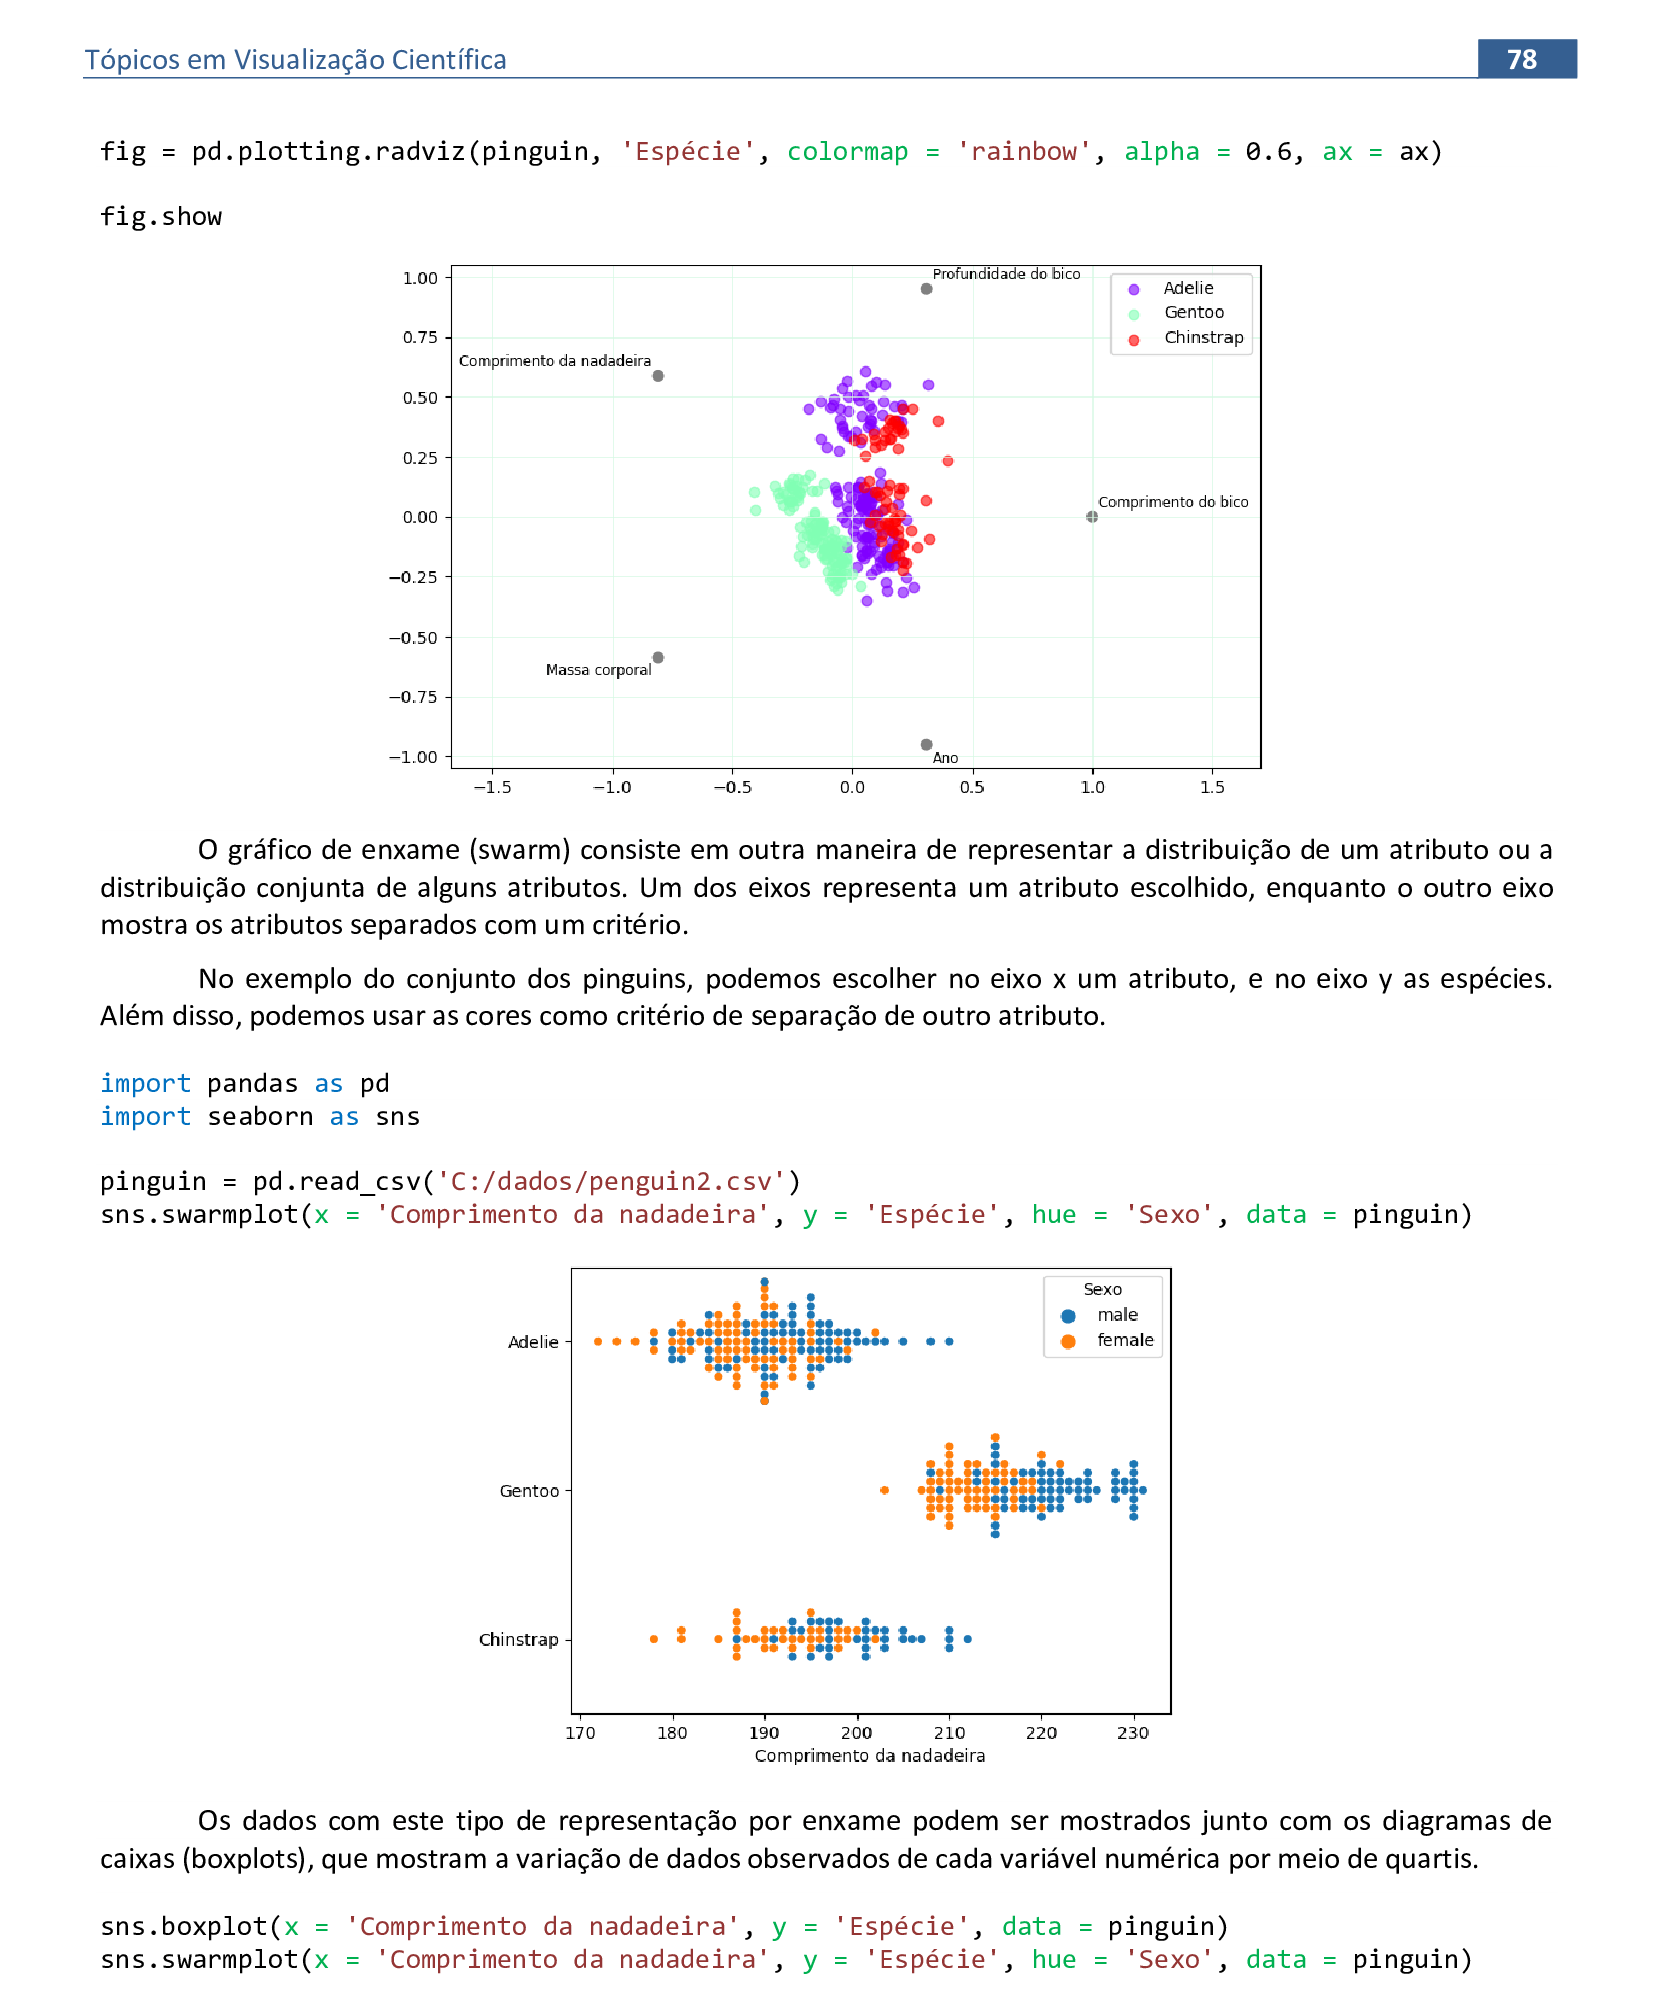 Tópicos em Visualização Científica 78
fig = pd.plotting.radviz(pinguin, 'Espécie', colormap = 'rainbow', alpha = 0.6, ax = ax)
fig.show
1.00
0.75
0.50
0.25
0.00
−0.25
−0.50
−0.75
−1.00
−1.5 −1.0 −0.5 0.0 0.5 1.0 1.5
Profundidade do bico
Comprimento da nadadeira
Comprimento do bico
Massa corporal
Ano
Adelie
Gentoo
Chinstrap
O gráfico de enxame (swarm) consiste em outra maneira de representar a distribuição de um atributo ou a
distribuição conjunta de alguns atributos. Um dos eixos representa um atributo escolhido, enquanto o outro eixo
mostra os atributos separados com um critério.
No exemplo do conjunto dos pinguins, podemos escolher no eixo x um atributo, e no eixo y as espécies.
Além disso, podemos usar as cores como critério de separação de outro atributo.
import pandas as pd
import seaborn as sns
pinguin = pd.read_csv('C:/dados/penguin2.csv')
sns.swarmplot(x = 'Comprimento da nadadeira', y = 'Espécie', hue = 'Sexo', data = pinguin)
Sexo
male
female
Adelie
Gentoo
Chinstrap
170 180 190 200 210 220 230
Comprimento da nadadeira
Os dados com este tipo de representação por enxame podem ser mostrados junto com os diagramas de
caixas (boxplots), que mostram a variação de dados observados de cada variável numérica por meio de quartis.
sns.boxplot(x = 'Comprimento da nadadeira', y = 'Espécie', data = pinguin)
sns.swarmplot(x = 'Comprimento da nadadeira', y = 'Espécie', hue = 'Sexo', data = pinguin)